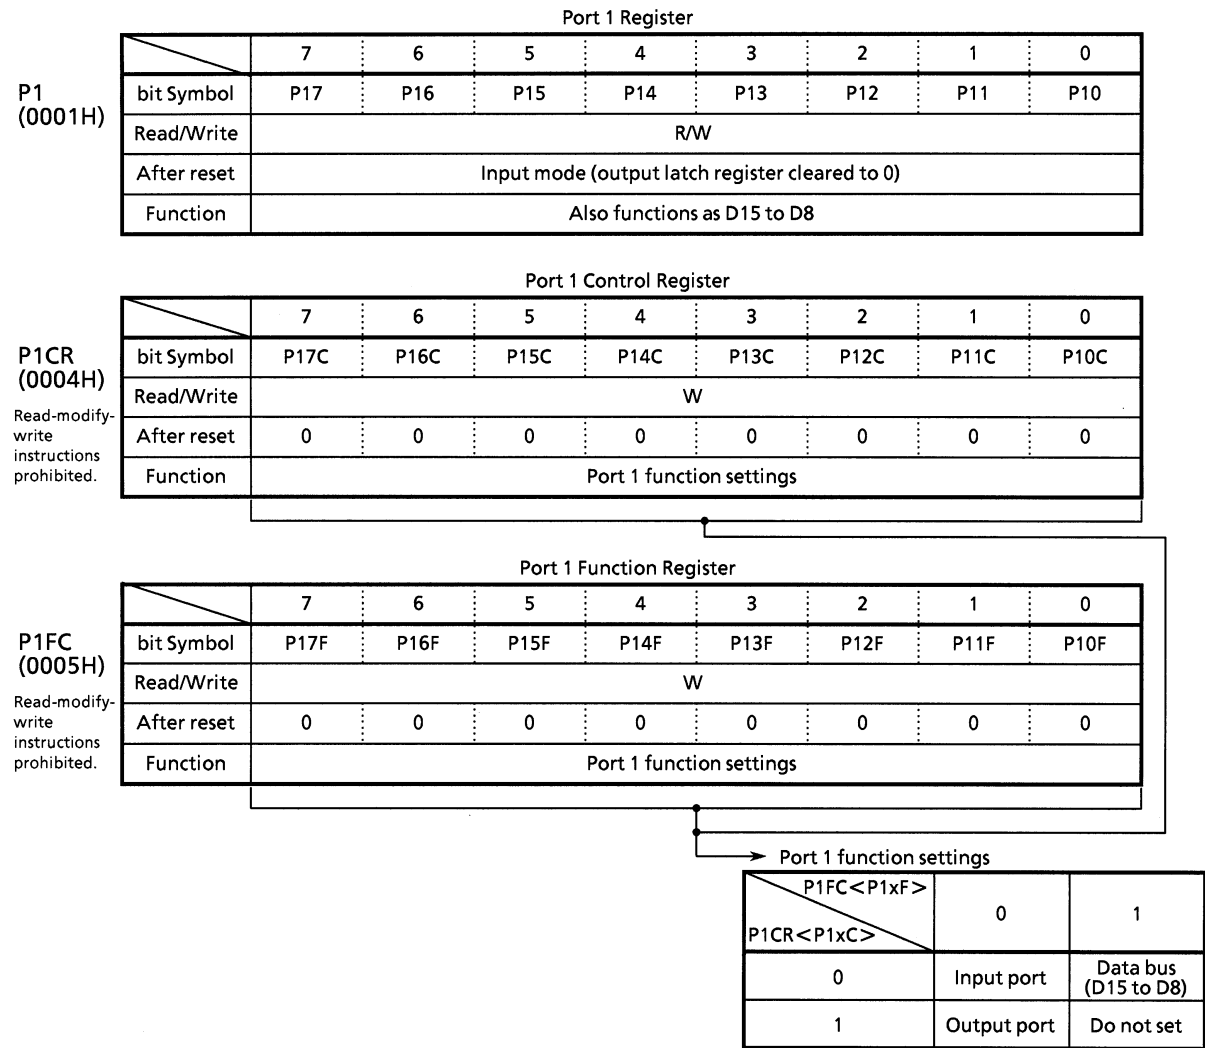 Port 1 Register
7 6 5 4 3 2 1 0
P1
(0001H)
bit Symbol P17 P16 P15 P14 P13 P12 P11 P10
Read/Write R/W
After reset Input mode (output latch register cleared to 0)
Function Also functions as D15 to D8
Port 1 Control Register
7 6 5 4 3 2 1 0
P1CR
(0004H)
Read-modify-
write
instructions
prohibited.
bit Symbol P17C P16C P15C P14C P13C P12C P11C P10C
Read/Write W
After reset 0 0 0 0 0 0 0 0
Function Port 1 function settings
Port 1 Function Register
7 6 5 4 3 2 1 0
P1FC
(0005H)
Read-modify-
write
instructions
prohibited.
bit Symbol P17F P16F P15F P14F P13F P12F P11F P10F
Read/Write W
After reset 0 0 0 0 0 0 0 0
Function Port 1 function settings
Port 1 function settings
P1FC<P1xF>
P1CR<P1xC>
0 1
0 Input port Data bus
(D15 to D8)
1 Output port Do not set